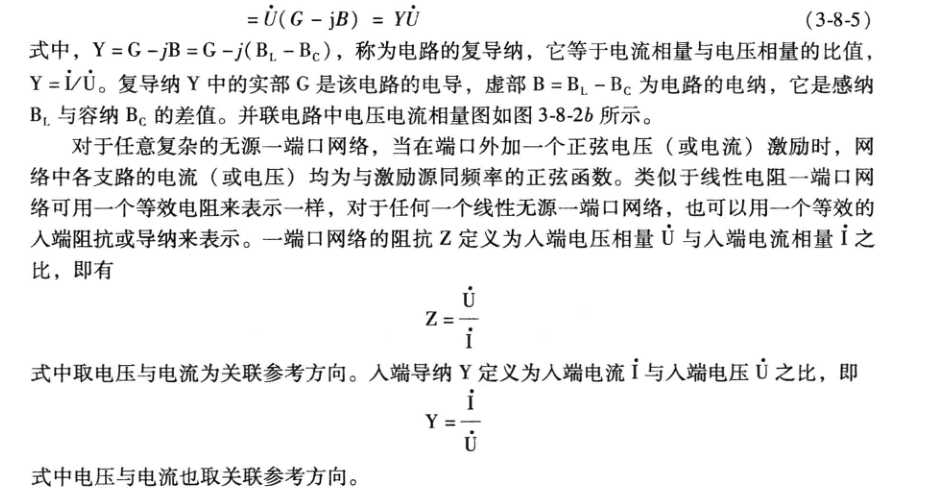 =U̇(G－jB) = YU̇ (3-8-5)
式中，Y=G－jB=G－j(B_L－B_C)，称为电路的复导纳，它等于电流相量与电压相量的比值，
Y=İ/U̇。复导纳 Y 中的实部 G 是该电路的电导，虚部 B=B_L－B_C 为电路的电纳，它是感纳
B_L 与容纳 B_C 的差值。并联电路中电压电流相量图如图 3-8-2b 所示。
对于任意复杂的无源一端口网络，当在端口外加一个正弦电压（或电流）激励时，网
络中各支路的电流（或电压）均为与激励源同频率的正弦函数。类似于线性电阻一端口网
络可用一个等效电阻来表示一样，对于任何一个线性无源一端口网络，也可以用一个等效的
入端阻抗或导纳来表示。一端口网络的阻抗 Z 定义为入端电压相量 U̇ 与入端电流相量 İ 之
比，即有
Z=U̇/İ
式中取电压与电流为关联参考方向。入端导纳 Y 定义为入端电流 İ 与入端电压 U̇ 之比，即
Y=İ/U̇
式中电压与电流也取关联参考方向。